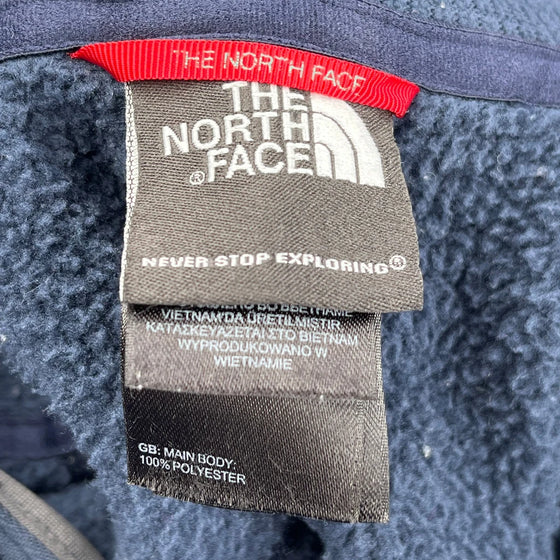 THE NORTH FACE
THE
NORTH
®FACE
NEVER STOP EXPLORING®
VIETNAM'DA ÜRETILMISTIR
ΚΑΤΑΣΚΕΥΑΖΕΤΑΙ ΣΤΟ ΒΙΕΤΝΑΜ
WYPRODUKOWANO W
WIETNAMIE
GB: MAIN BODY:
100% POLYESTER